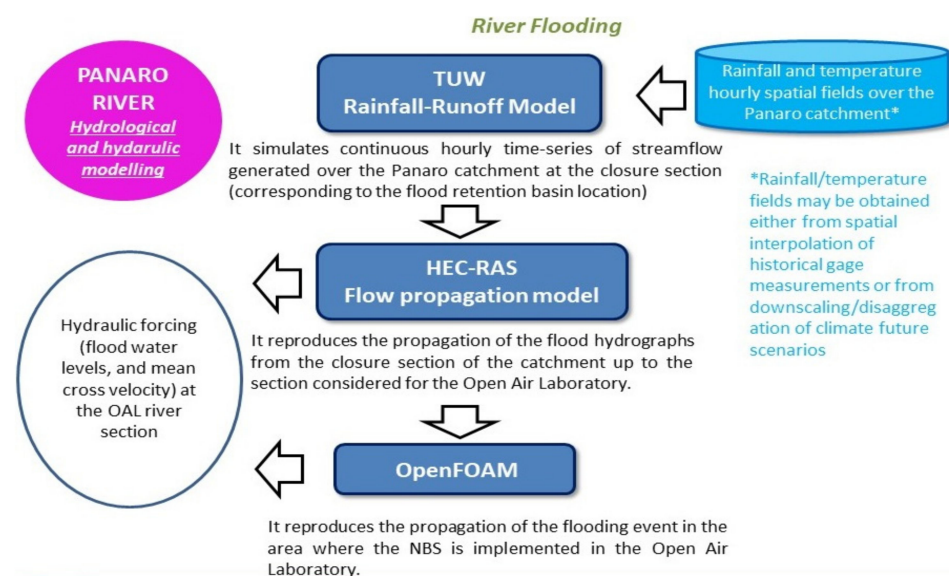 River Flooding
PANARO
RIVER
Hydrological
and hydarulic
modelling
TUW
Rainfall-Runoff Model
Rainfall and temperature
hourly spatial fields over the
Panaro catchment*
It simulates continuous hourly time-series of streamflow
generated over the Panaro catchment at the closure section
(corresponding to the flood retention basin location)
*Rainfall/temperature
fields may be obtained
either from spatial
interpolation of
historical gage
measurements or from
downscaling/disaggreg
ation of climate future
scenarios
HEC-RAS
Flow propagation model
It reproduces the propagation of the flood hydrographs
from the closure section of the catchment up to the
section considered for the Open Air Laboratory.
Hydraulic forcing
(flood water
levels, and mean
cross velocity) at
the OAL river
section
OpenFOAM
It reproduces the propagation of the flooding event in the
area where the NBS is implemented in the Open Air
Laboratory.